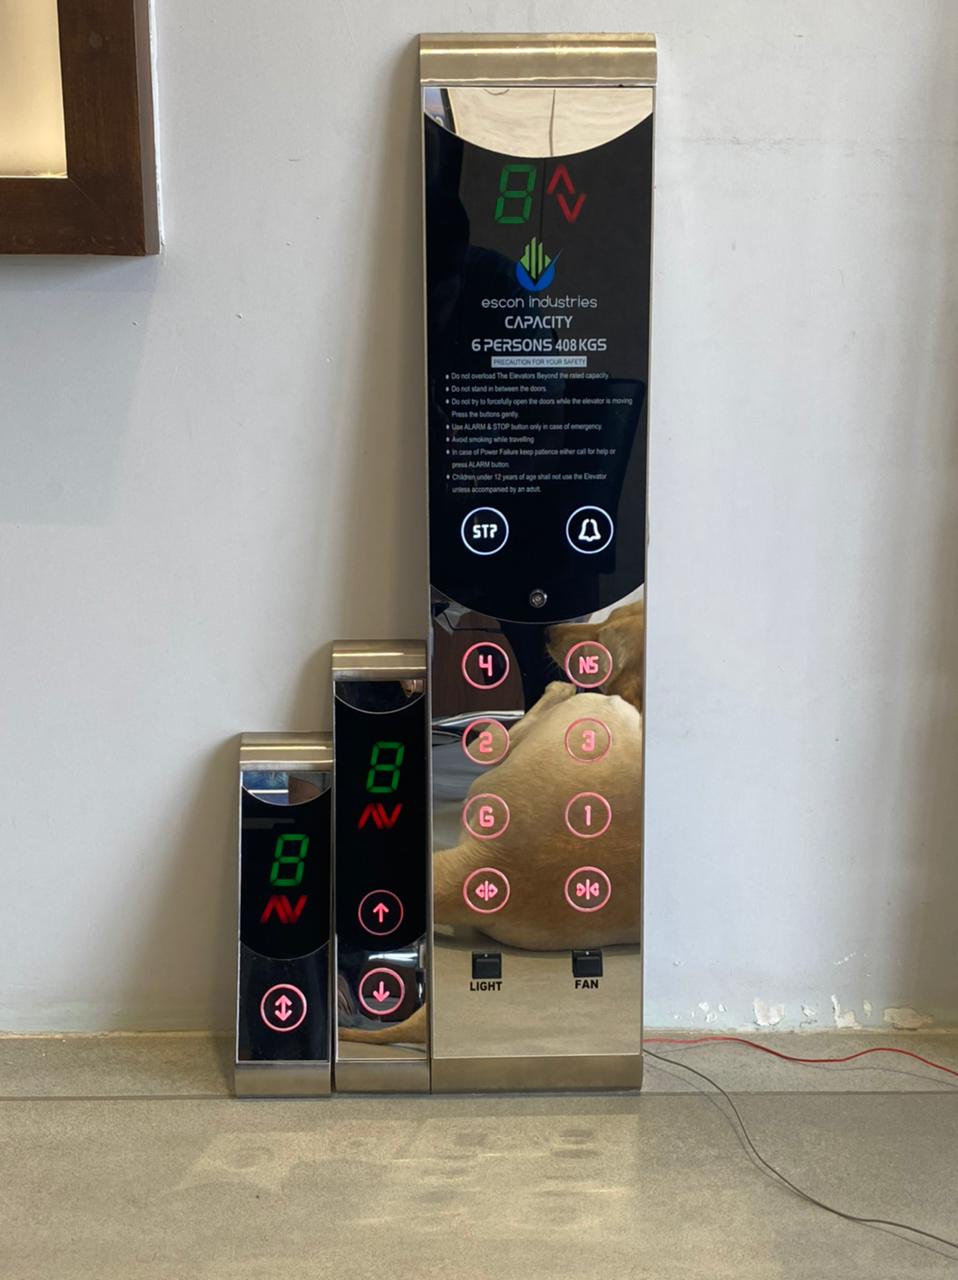 8
escon industries
CAPACITY
6 PERSONS 408 KGS
PRECAUTION FOR YOUR SAFETY
Do not overload The Elevators Beyond the rated capacity.
Do not stand in between the doors.
Do not try to forcefully open the doors while the elevator is moving
Press the buttons gently.
Use ALARM & STOP button only in case of emergency.
Avoid smoking while travelling
In case of Power Failure keep patience either call for help or
press ALARM button.
Children under 12 years of age shall not use the Elevator
unless accompanied by an adult.
STP
4 NS
2 3
G 1
LIGHT FAN
8
8